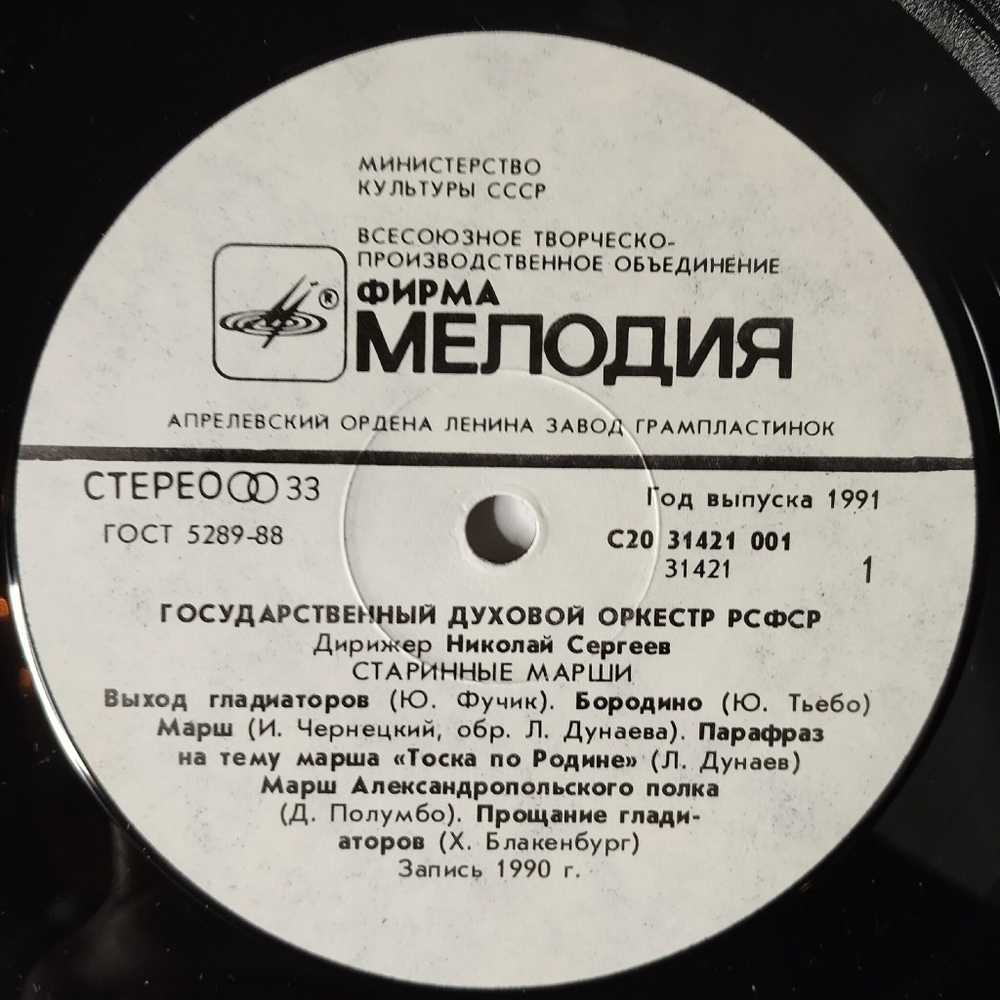 МИНИСТЕРСТВО
КУЛЬТУРЫ СССР
ВСЕСОЮЗНОЕ ТВОРЧЕСКО-
ПРОИЗВОДСТВЕННОЕ ОБЪЕДИНЕНИЕ
®
ФИРМА
МЕЛОДИЯ
АПРЕЛЕВСКИЙ ОРДЕНА ЛЕНИНА ЗАВОД ГРАМПЛАСТИНОК
СТЕРЕО 33
Год выпуска 1991
ГОСТ 5289-88
С20 31421 001
31421
1
ГОСУДАРСТВЕННЫЙ ДУХОВОЙ ОРКЕСТР РСФСР
Дирижер Николай Сергеев
СТАРИННЫЕ МАРШИ
Выход гладиаторов (Ю. Фучик). Бородино (Ю. Тьебо)
Марш (И. Чернецкий, обр. Л. Дунаева). Парафраз
на тему марша «Тоска по Родине» (Л. Дунаев)
Марш Александропольского полка
(Д. Полумбо). Прощание глади-
аторов (Х. Блакенбург)
Запись 1990 г.